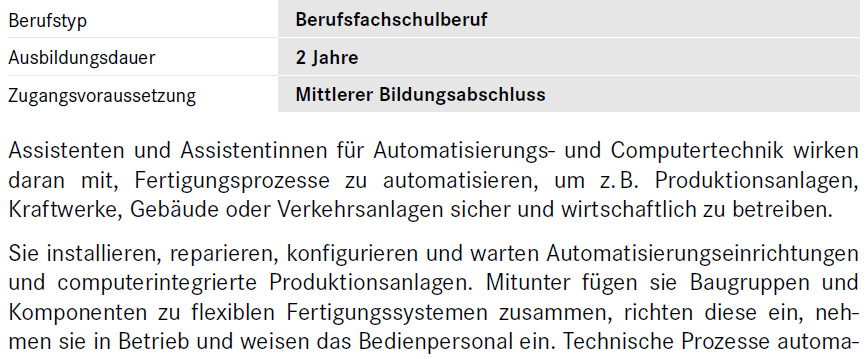 Berufstyp Berufsfachschulberuf
Ausbildungsdauer 2 Jahre
Zugangsvoraussetzung Mittlerer Bildungsabschluss
Assistenten und Assistentinnen für Automatisierungs- und Computertechnik wirken
daran mit, Fertigungsprozesse zu automatisieren, um z. B. Produktionsanlagen,
Kraftwerke, Gebäude oder Verkehrsanlagen sicher und wirtschaftlich zu betreiben.
Sie installieren, reparieren, konfigurieren und warten Automatisierungseinrichtungen
und computerintegrierte Produktionsanlagen. Mitunter fügen sie Baugruppen und
Komponenten zu flexiblen Fertigungssystemen zusammen, richten diese ein, neh-
men sie in Betrieb und weisen das Bedienpersonal ein. Technische Prozesse automa-